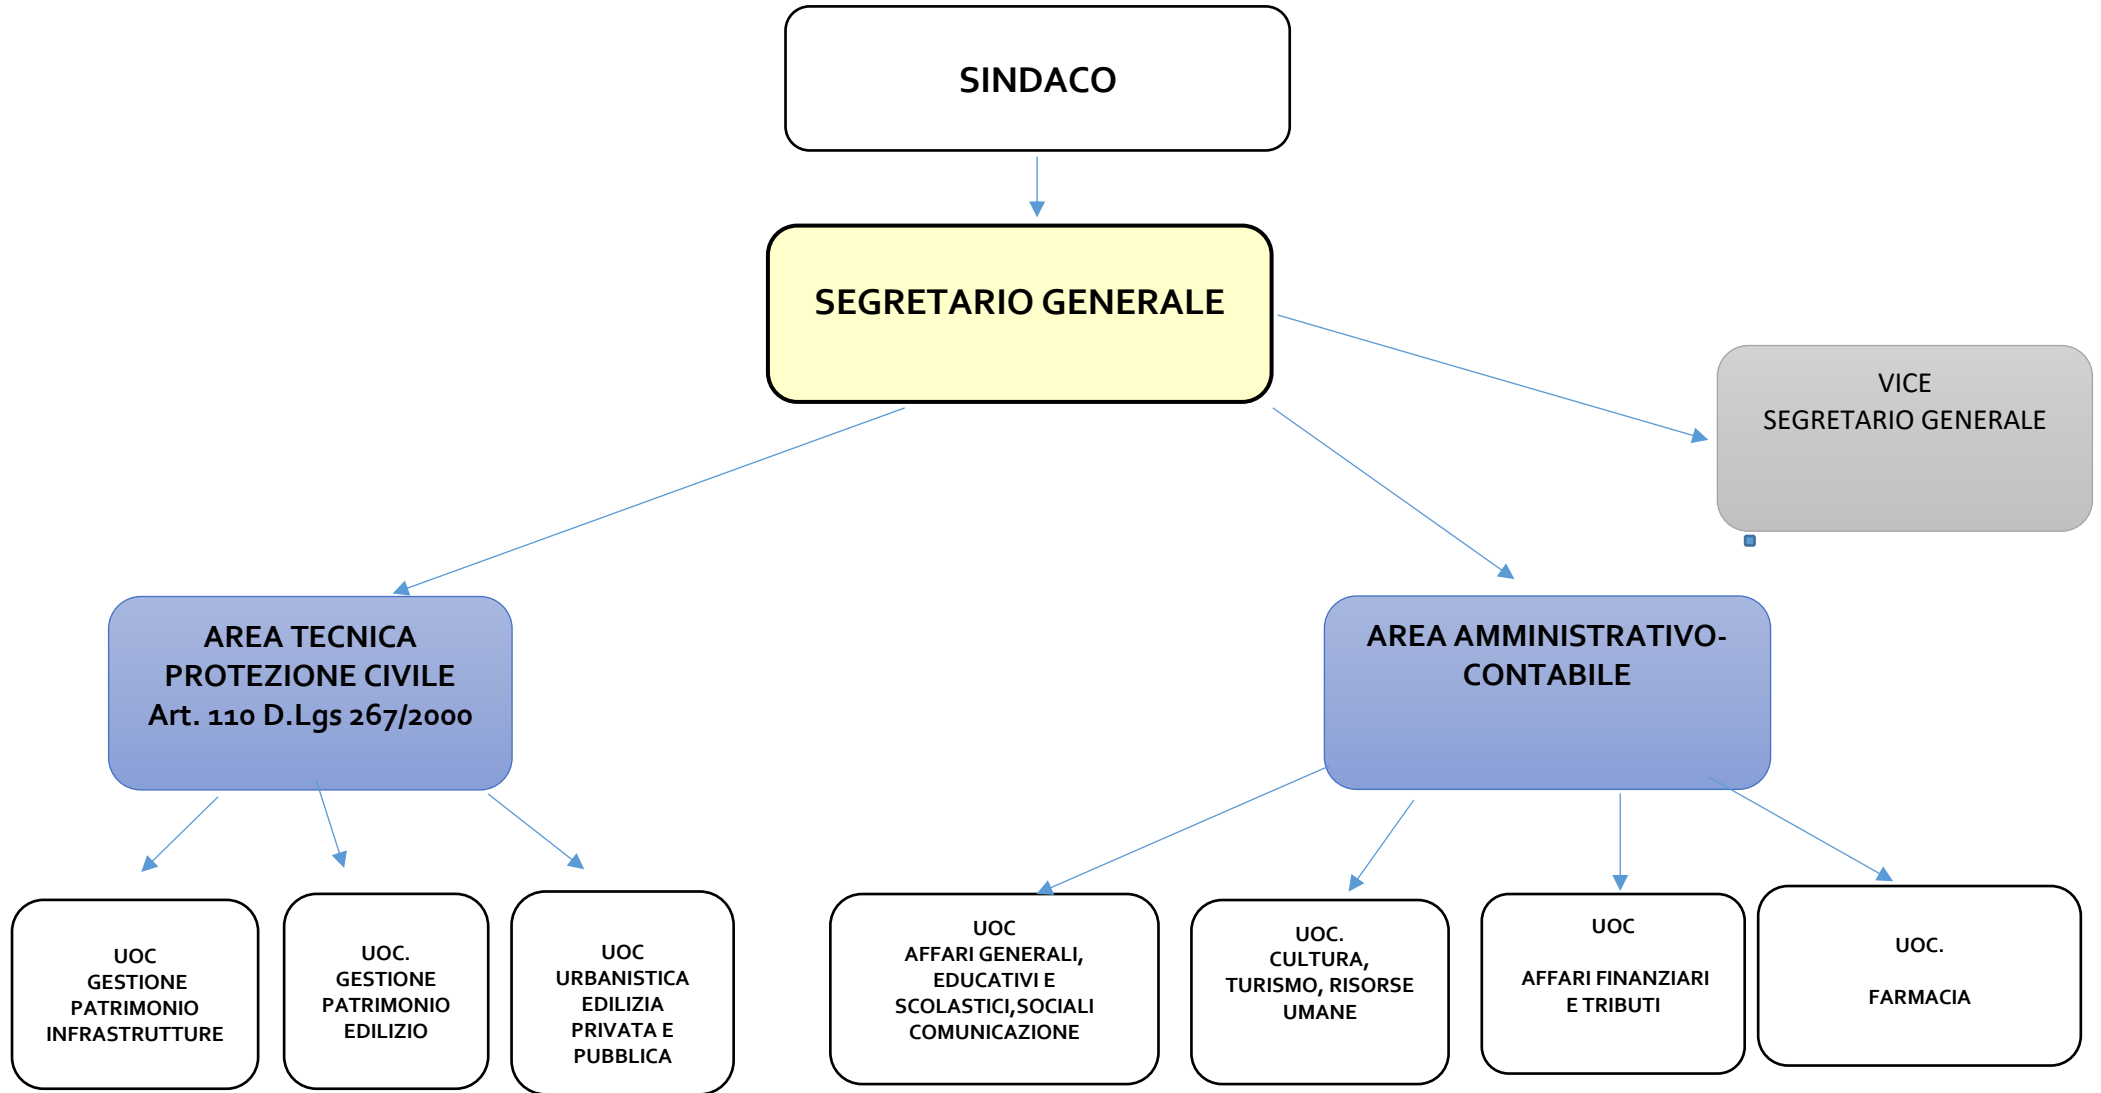 SINDACO
SEGRETARIO GENERALE
VICE
SEGRETARIO GENERALE
AREA TECNICA
PROTEZIONE CIVILE
Art. 110 D.Lgs 267/2000
AREA AMMINISTRATIVO-
CONTABILE
UOC
GESTIONE
PATRIMONIO
INFRASTRUTTURE
UOC.
GESTIONE
PATRIMONIO
EDILIZIO
UOC
URBANISTICA
EDILIZIA
PRIVATA E
PUBBLICA
UOC
AFFARI GENERALI,
EDUCATIVI E
SCOLASTICI,SOCIALI
COMUNICAZIONE
UOC.
CULTURA,
TURISMO, RISORSE
UMANE
UOC
AFFARI FINANZIARI
E TRIBUTI
UOC.
FARMACIA